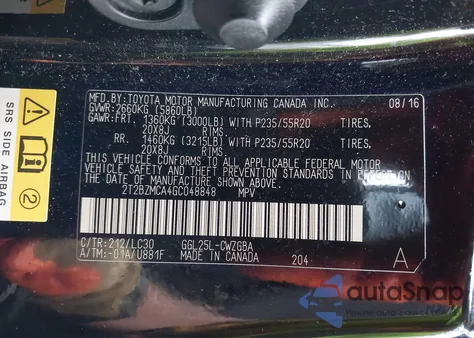 MFD.BY:TOYOTA MOTOR MANUFACTURING CANADA INC. 08/16
GVWR:2660KG (5860LB)
GAWR:FRT. 1360KG (3000LB) WITH P235/55R20 TIRES,
20X8J RIMS
RR. 1460KG (3215LB) WITH P235/55R20 TIRES,
20X8J RIMS
THIS VEHICLE CONFORMS TO ALL APPLICABLE FEDERAL MOTOR
VEHICLE SAFETY AND THEFT PREVENTION STANDARDS IN EFFECT
ON THE DATE OF MANUFACTURE SHOWN ABOVE.
2T2BZMCA4GC048848 MPV
C/TR:212/LC30 GGL25L-CWZGBA
A/TM:-01A/U881F MADE IN CANADA 204 A
SRS SIDE AIRBAG
autoSnap